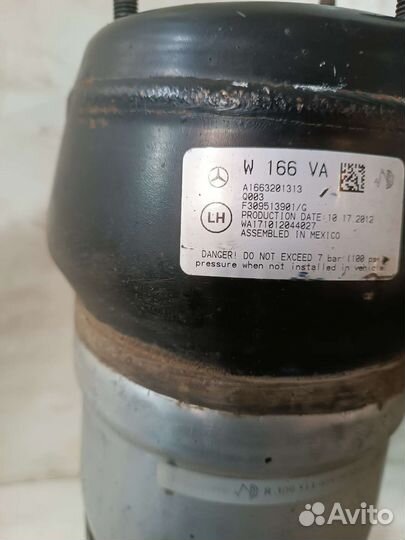 W 166 VA
A1663201313
Q003
F309513901/G
PRODUCTION DATE: 10.17.2012
WA171012044027
ASSEMBLED IN MEXICO
LH
DANGER! DO NOT EXCEED 7 bar (100 psi)
pressure when not installed in vehicle
Avito